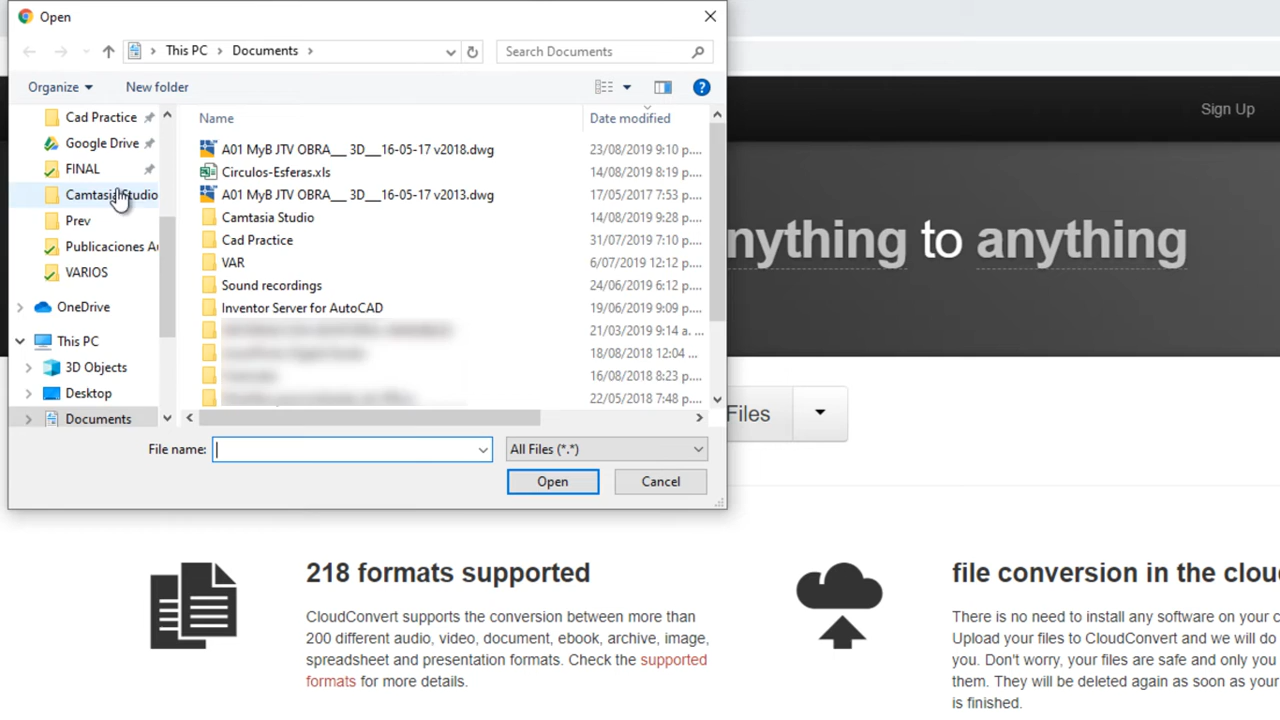 Open
This PC
Documents
Search Documents
Organize
New folder
Cad Practice
Google Drive
FINAL
Camtasia Studio
Prev
Publicaciones Au
VARIOS
OneDrive
This PC
3D Objects
Desktop
Documents
Name
Date modified
A01 MyB JTV OBRA__ 3D__16-05-17 v2018.dwg 23/08/2019 9:10 p....
Circulos-Esferas.xls 14/08/2019 8:19 p....
A01 MyB JTV OBRA__ 3D__16-05-17 v2013.dwg 17/05/2017 7:53 p....
Camtasia Studio 14/08/2019 9:28 p....
Cad Practice 31/07/2019 7:10 p....
VAR 6/07/2019 12:12 p....
Sound recordings 24/06/2019 6:12 p....
Inventor Server for AutoCAD 19/06/2019 9:09 p....
21/03/2019 9:14 a. ...
18/08/2018 12:04 ...
16/08/2018 8:23 p....
22/05/2018 7:48 p....
File name:
All Files (*.*)
Open
Cancel
Sign Up
nything to anything
Files
218 formats supported
CloudConvert supports the conversion between more than
200 different audio, video, document, ebook, archive, image,
spreadsheet and presentation formats. Check the supported
formats for more details.
file conversion in the clou
There is no need to install any software on your c
Upload your files to CloudConvert and we will do
you. Don't worry, your files are safe and only you
them. They will be deleted again as soon as your
is finished.